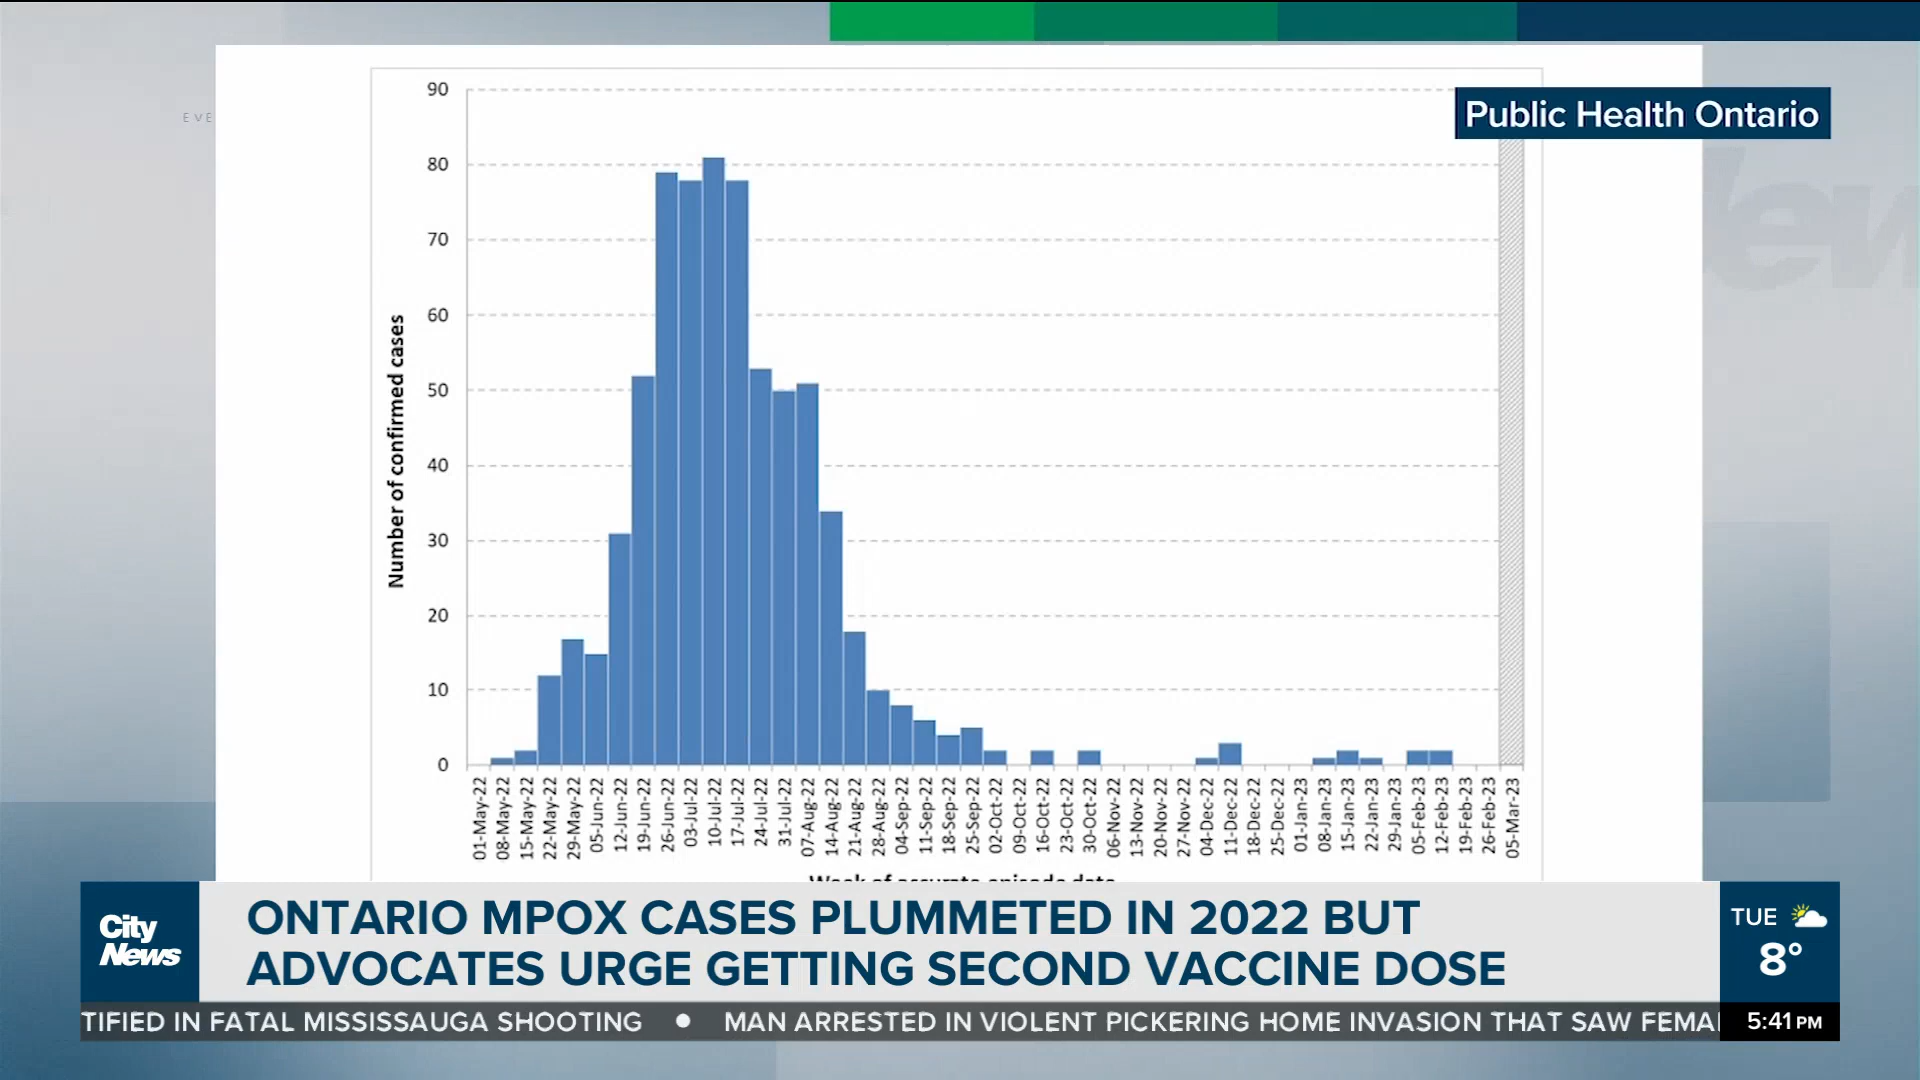 EVE
Public Health Ontario
90
80
70
60
50
40
30
20
10
0
Number of confirmed cases
01-May-22
08-May-22
15-May-22
22-May-22
29-May-22
05-Jun-22
12-Jun-22
19-Jun-22
26-Jun-22
03-Jul-22
10-Jul-22
17-Jul-22
24-Jul-22
31-Jul-22
07-Aug-22
14-Aug-22
21-Aug-22
28-Aug-22
04-Sep-22
11-Sep-22
18-Sep-22
25-Sep-22
02-Oct-22
09-Oct-22
16-Oct-22
23-Oct-22
30-Oct-22
06-Nov-22
13-Nov-22
20-Nov-22
27-Nov-22
04-Dec-22
11-Dec-22
18-Dec-22
25-Dec-22
01-Jan-23
08-Jan-23
15-Jan-23
22-Jan-23
29-Jan-23
05-Feb-23
12-Feb-23
19-Feb-23
26-Feb-23
05-Mar-23
Week of accurate episode date
City
News
ONTARIO MPOX CASES PLUMMETED IN 2022 BUT
ADVOCATES URGE GETTING SECOND VACCINE DOSE
TUE
8°
TIFIED IN FATAL MISSISSAUGA SHOOTING • MAN ARRESTED IN VIOLENT PICKERING HOME INVASION THAT SAW FEMA
5:41 PM